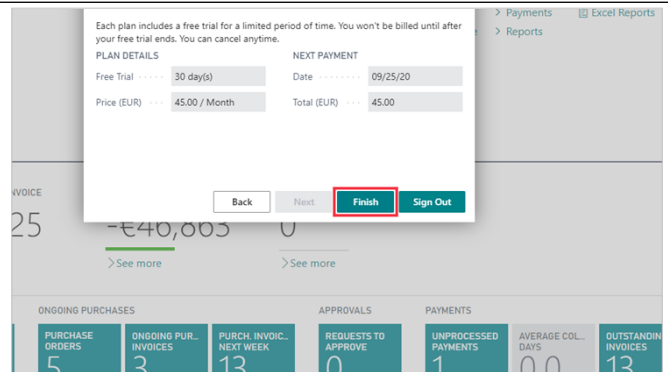 Each plan includes a free trial for a limited period of time. You won't be billed until after
your free trial ends. You can cancel anytime.
> Payments
Excel Reports
> Reports
PLAN DETAILS
NEXT PAYMENT
Free Trial
30 day(s)
Date
09/25/20
Price (EUR)
45.00 / Month
Total (EUR)
45.00
Back
Next
Finish
Sign Out
-€46,863
0
>See more
>See more
ONGOING PURCHASES
APPROVALS
PAYMENTS
PURCHASE
ORDERS
5
ONGOING PUR...
INVOICES
3
PURCH. INVOIC...
NEXT WEEK
13
REQUESTS TO
APPROVE
0
UNPROCESSED
PAYMENTS
1
AVERAGE COL...
DAYS
0.0
OUTSTANDIN
INVOICES
13